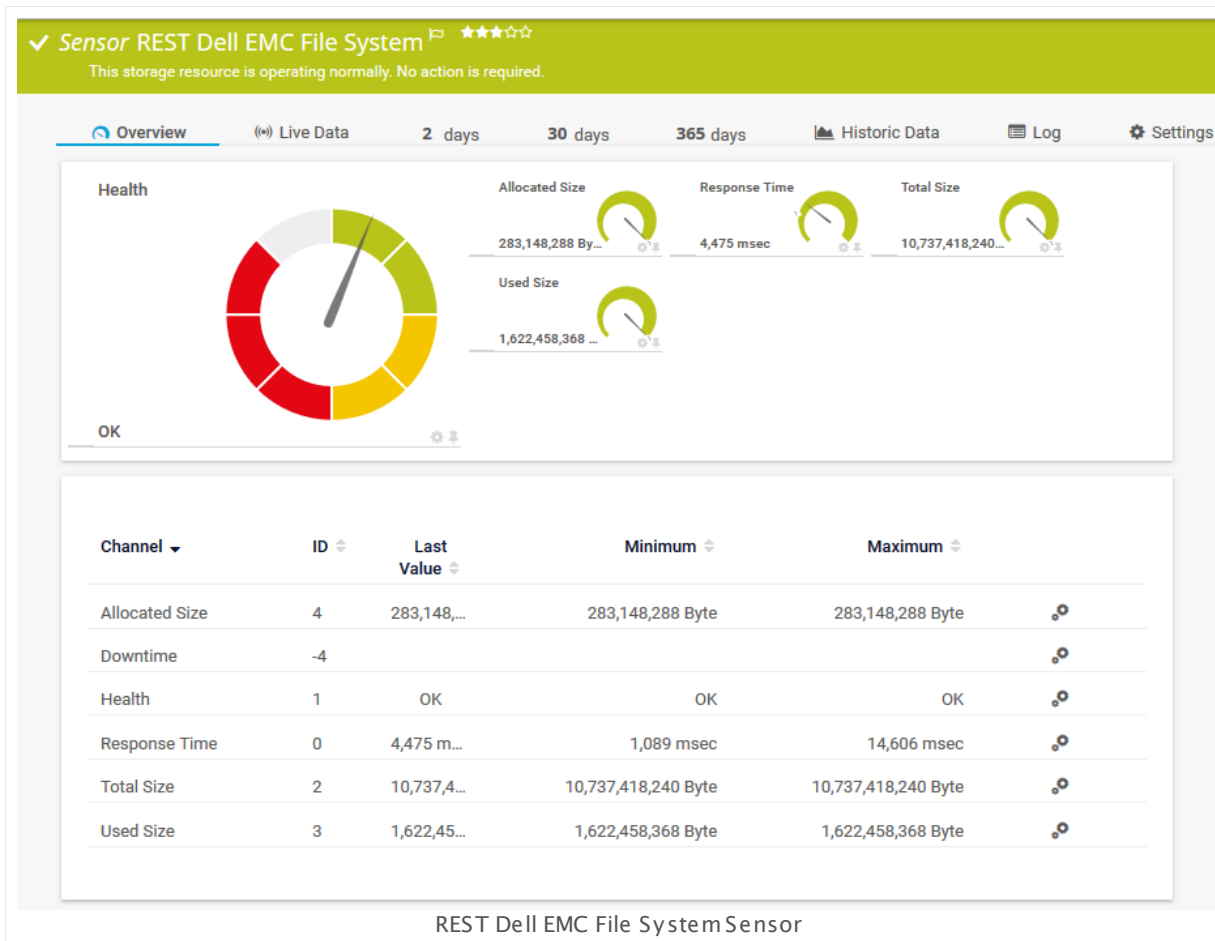 Sensor REST Dell EMC File System
This storage resource is operating normally. No action is required.
Overview Live Data 2 days 30 days 365 days Historic Data Log Settings
Health
OK
Allocated Size
283,148,288 By...
Response Time
4,475 msec
Total Size
10,737,418,240...
Used Size
1,622,458,368 ...
Channel ID Last Value Minimum Maximum
Allocated Size 4 283,148,... 283,148,288 Byte 283,148,288 Byte
Downtime -4
Health 1 OK OK OK
Response Time 0 4,475 m... 1,089 msec 14,606 msec
Total Size 2 10,737,4... 10,737,418,240 Byte 10,737,418,240 Byte
Used Size 3 1,622,45... 1,622,458,368 Byte 1,622,458,368 Byte
REST Dell EMC File System Sensor